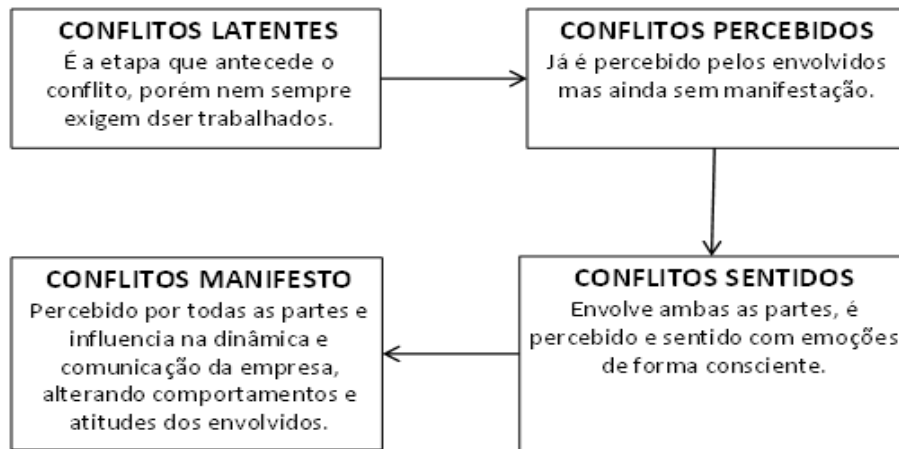 CONFLITOS LATENTES
É a etapa que antecede o
conflito, porém nem sempre
exigem dser trabalhados.
CONFLITOS PERCEBIDOS
Já é percebido pelos envolvidos
mas ainda sem manifestação.
CONFLITOS SENTIDOS
Envolve ambas as partes, é
percebido e sentido com emoções
de forma consciente.
CONFLITOS MANIFESTO
Percebido por todas as partes e
influencia na dinâmica e
comunicação da empresa,
alterando comportamentos e
atitudes dos envolvidos.